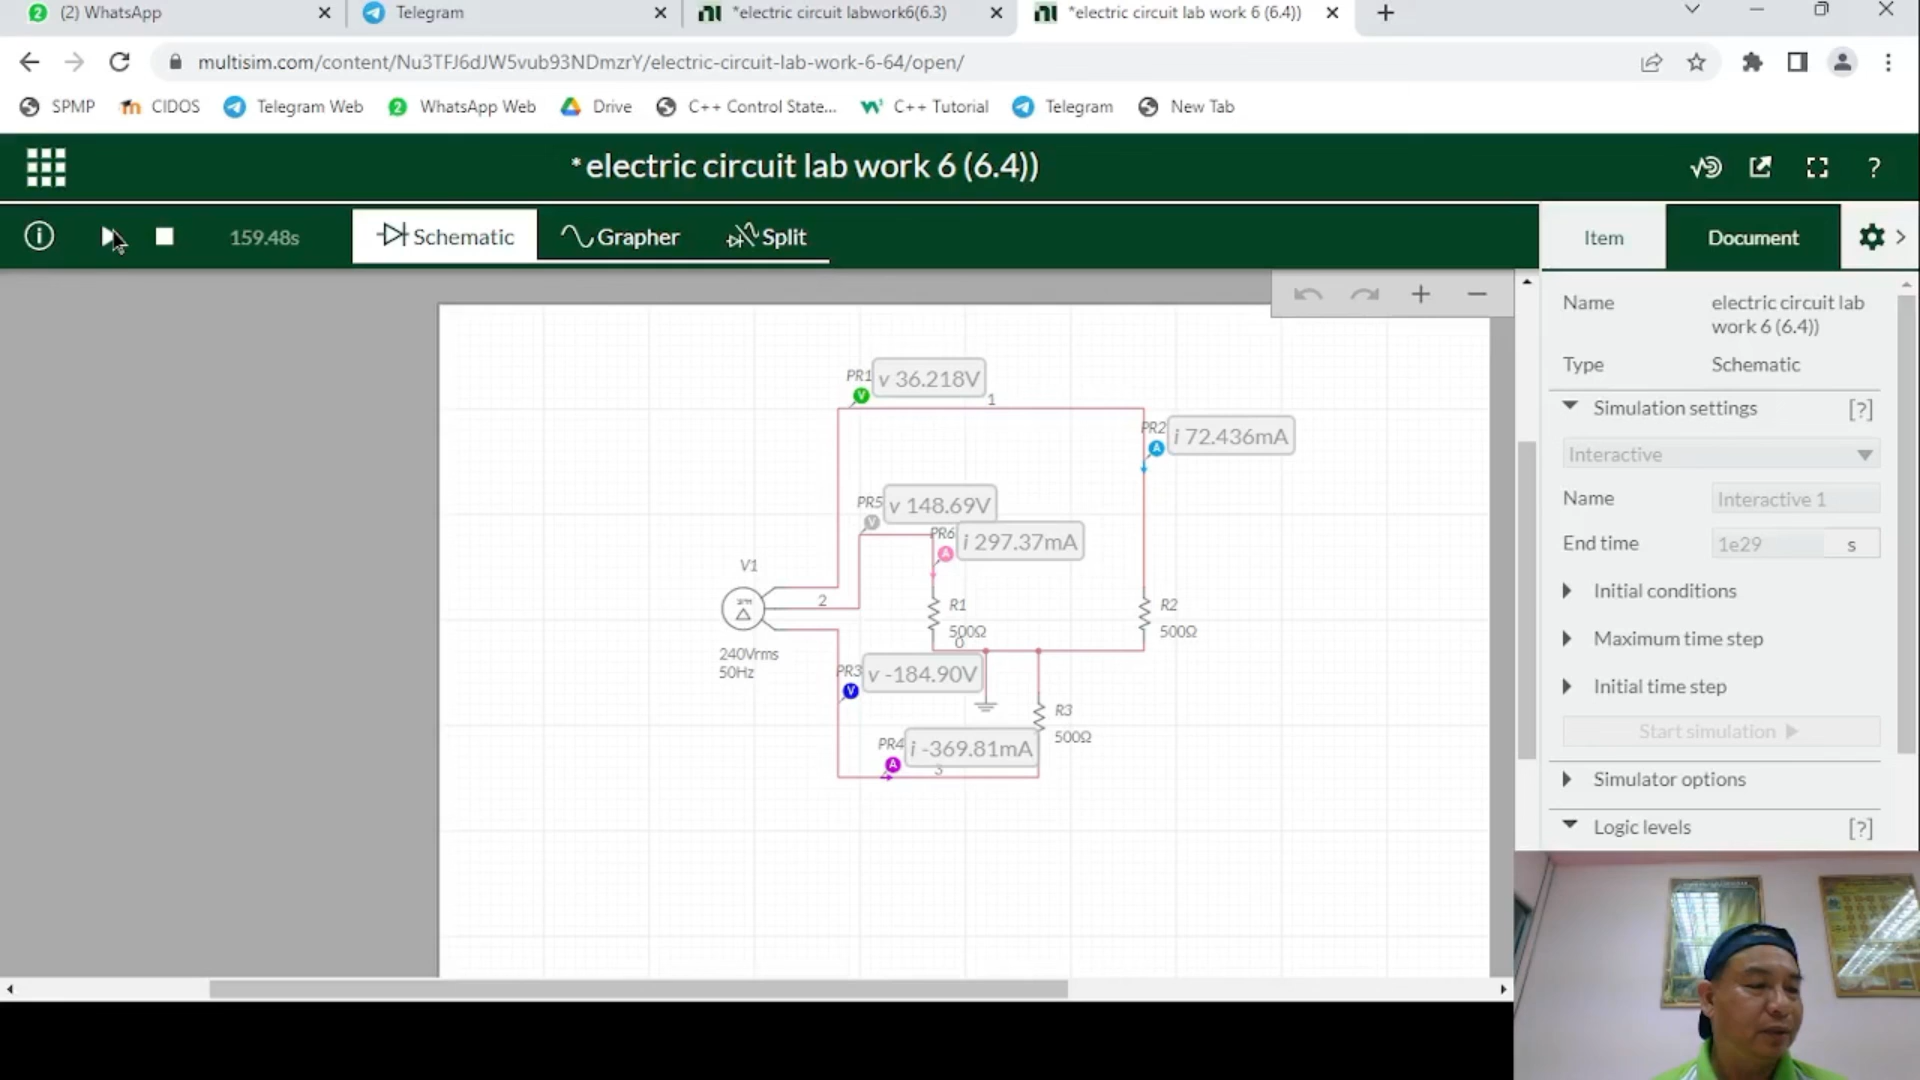 (2) WhatsApp
Telegram
*electric circuit labwork6(6.3)
*electric circuit lab work 6 (6.4))
multisim.com/content/Nu3TFJ6dJW5vub93NDmzrY/electric-circuit-lab-work-6-64/open/
SPMP
CIDOS
Telegram Web
WhatsApp Web
Drive
C++ Control State...
C++ Tutorial
Telegram
New Tab
*electric circuit lab work 6 (6.4))
159.48s
Schematic
Grapher
Split
Item
Document
Name
electric circuit lab
work 6 (6.4))
Type
Schematic
Simulation settings
[?]
Interactive
Name
Interactive 1
End time
1e29
s
Initial conditions
Maximum time step
Initial time step
Start simulation
Simulator options
Logic levels
[?]
PR1
v 36.218V
1
PR2
i 72.436mA
PR5
v 148.69V
PR6
i 297.37mA
V1
2
R1
500Ω
0
R2
500Ω
240Vrms
50Hz
PR3
v -184.90V
R3
500Ω
PR4
i -369.81mA
3